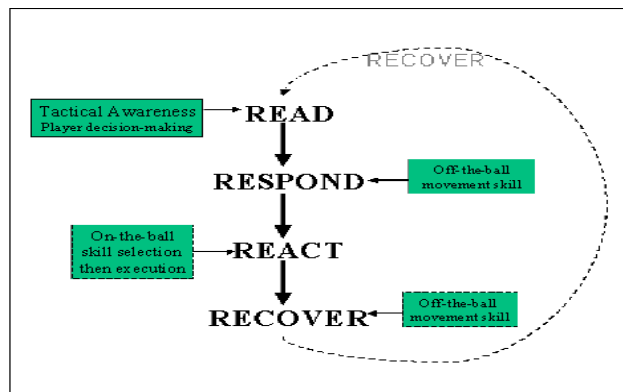 RECOVER
Tactical Awareness
Player decision-making
READ
RESPOND
Off-the-ball
movement skill
On-the-ball
skill selection
then execution
REACT
RECOVER
Off-the-ball
movement skill